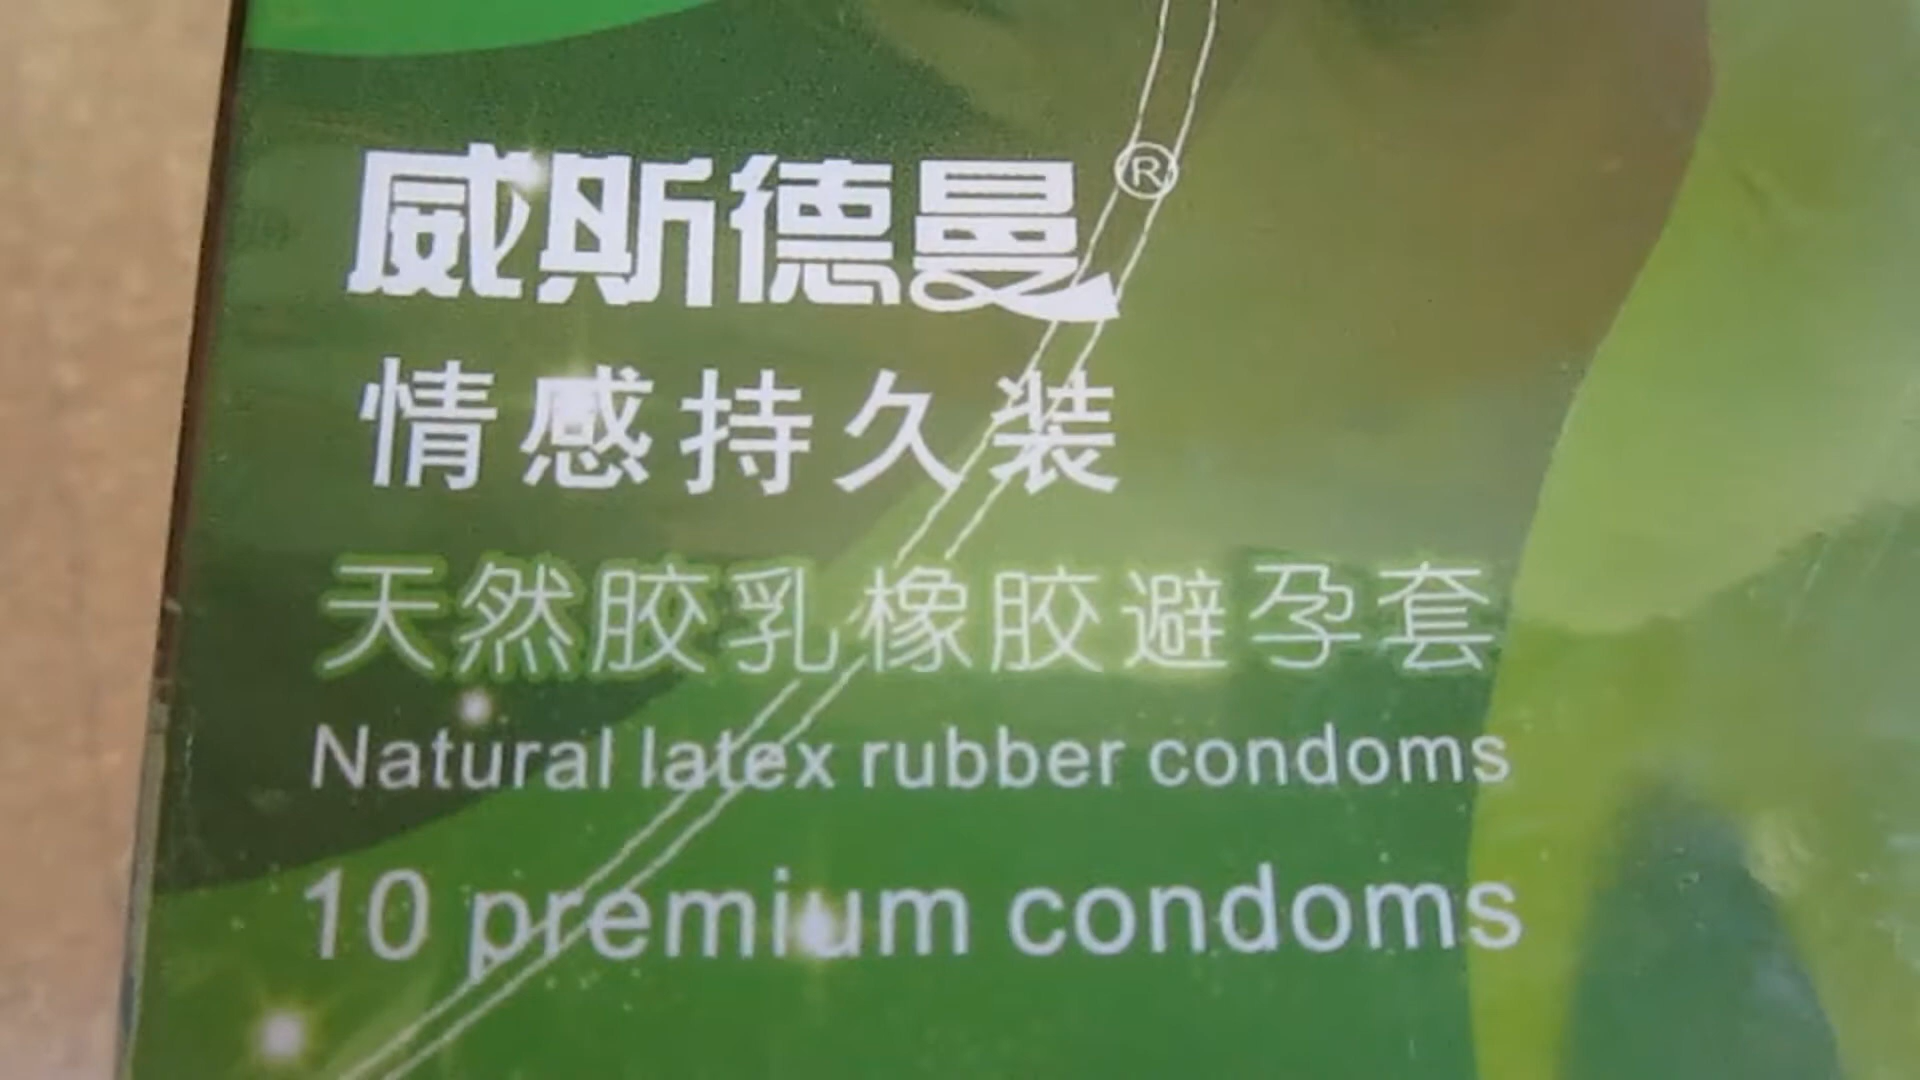 威斯德曼®
情感持久装
天然胶乳橡胶避孕套
Natural latex rubber condoms
10 premium condoms